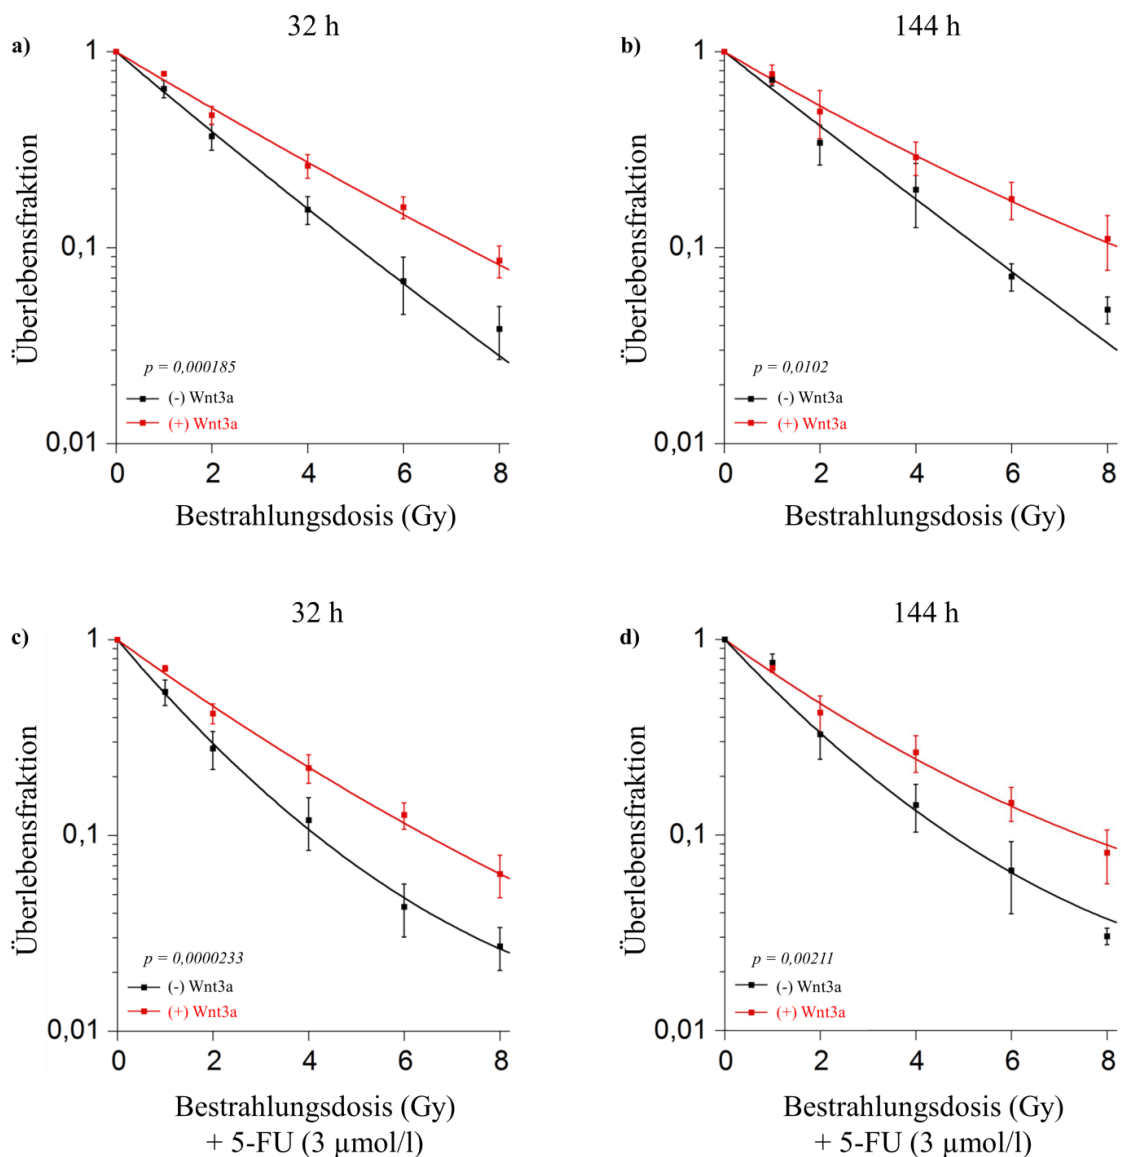 32 h
a)
1
0,1
0,01
Überlebensfraktion
p = 0,000185
(-) Wnt3a
(+) Wnt3a
0 2 4 6 8
Bestrahlungsdosis (Gy)
144 h
b)
1
0,1
0,01
Überlebensfraktion
p = 0,0102
(-) Wnt3a
(+) Wnt3a
0 2 4 6 8
Bestrahlungsdosis (Gy)
32 h
c)
1
0,1
0,01
Überlebensfraktion
p = 0,0000233
(-) Wnt3a
(+) Wnt3a
0 2 4 6 8
Bestrahlungsdosis (Gy)
+ 5-FU (3 µmol/l)
144 h
d)
1
0,1
0,01
Überlebensfraktion
p = 0,00211
(-) Wnt3a
(+) Wnt3a
0 2 4 6 8
Bestrahlungsdosis (Gy)
+ 5-FU (3 µmol/l)